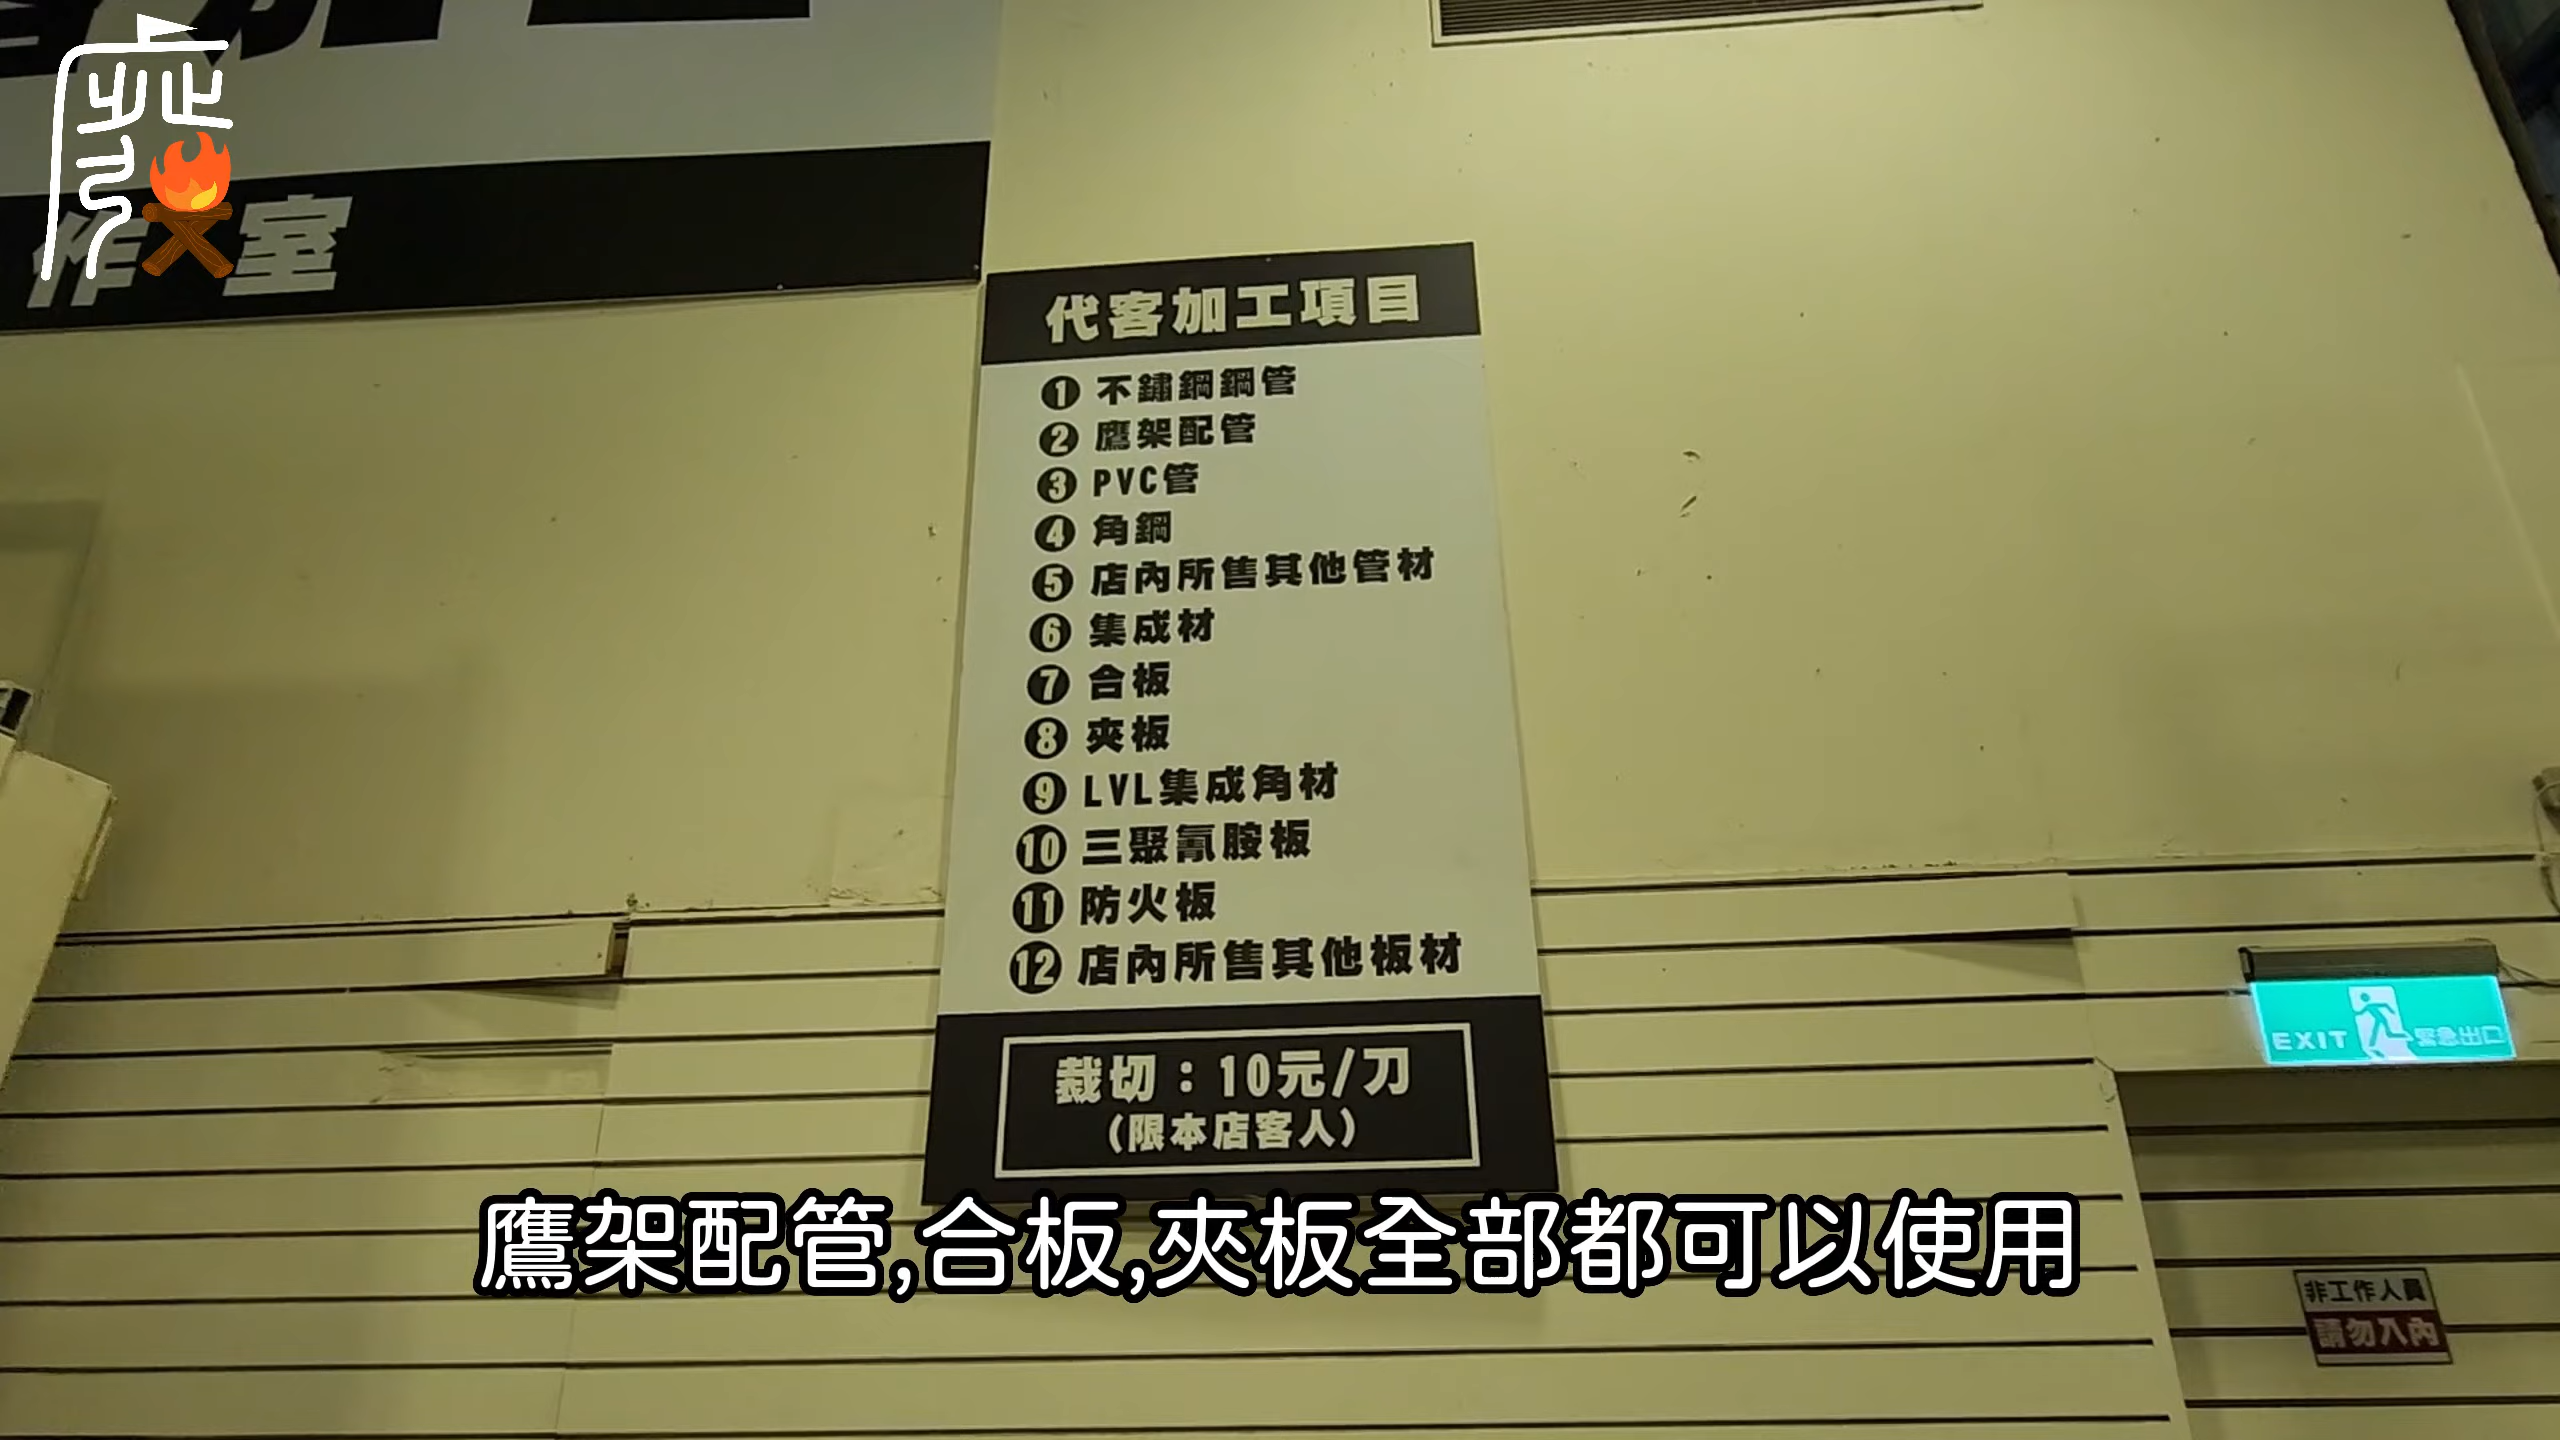 作 室
代客加工項目
1 不鏽鋼鋼管
2 鷹架配管
3 PVC管
4 角鋼
5 店內所售其他管材
6 集成材
7 合板
8 夾板
9 LVL集成角材
10 三聚氰胺板
11 防火板
12 店內所售其他板材
裁切：10元/刀
(限本店客人)
EXIT 緊急出口
鷹架配管,合板,夾板全部都可以使用
非工作人員
請勿入內